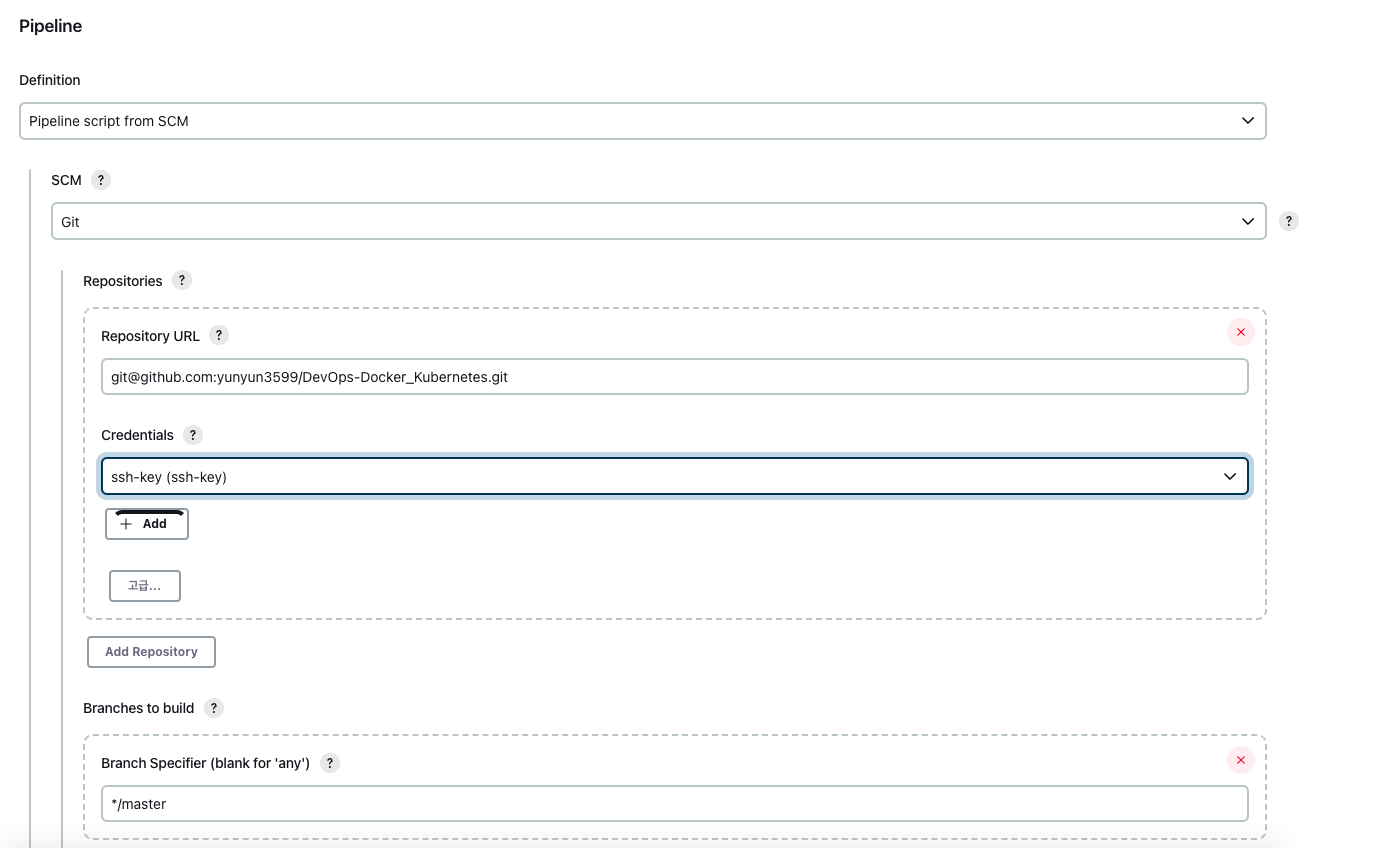 Pipeline
Definition
Pipeline script from SCM
SCM ?
Git
?
Repositories ?
Repository URL ?
git@github.com:yunyun3599/DevOps-Docker_Kubernetes.git
Credentials ?
ssh-key (ssh-key)
Add
고급...
Add Repository
Branches to build ?
Branch Specifier (blank for 'any') ?
*/master